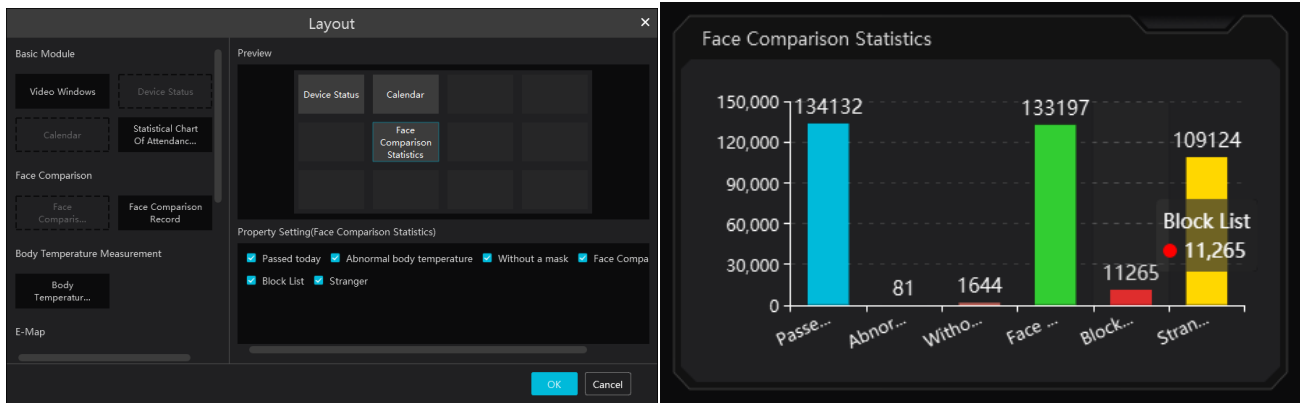 Layout
×
Basic Module
Video Windows
Device Status
Calendar
Statistical Chart
Of Attendanc...
Face Comparison
Face
Comparis...
Face Comparison
Record
Body Temperature Measurement
Body
Temperatur...
E-Map
Preview
Device Status
Calendar
Face
Comparison
Statistics
Property Setting(Face Comparison Statistics)
Passed today
Abnormal body temperature
Without a mask
Face Compa
Block List
Stranger
OK
Cancel
Face Comparison Statistics
150,000
120,000
90,000
60,000
30,000
0
134132
81
1644
133197
11265
109124
Block List
11,265
Passe...
Abnor...
Witho...
Face ...
Block...
Stran...